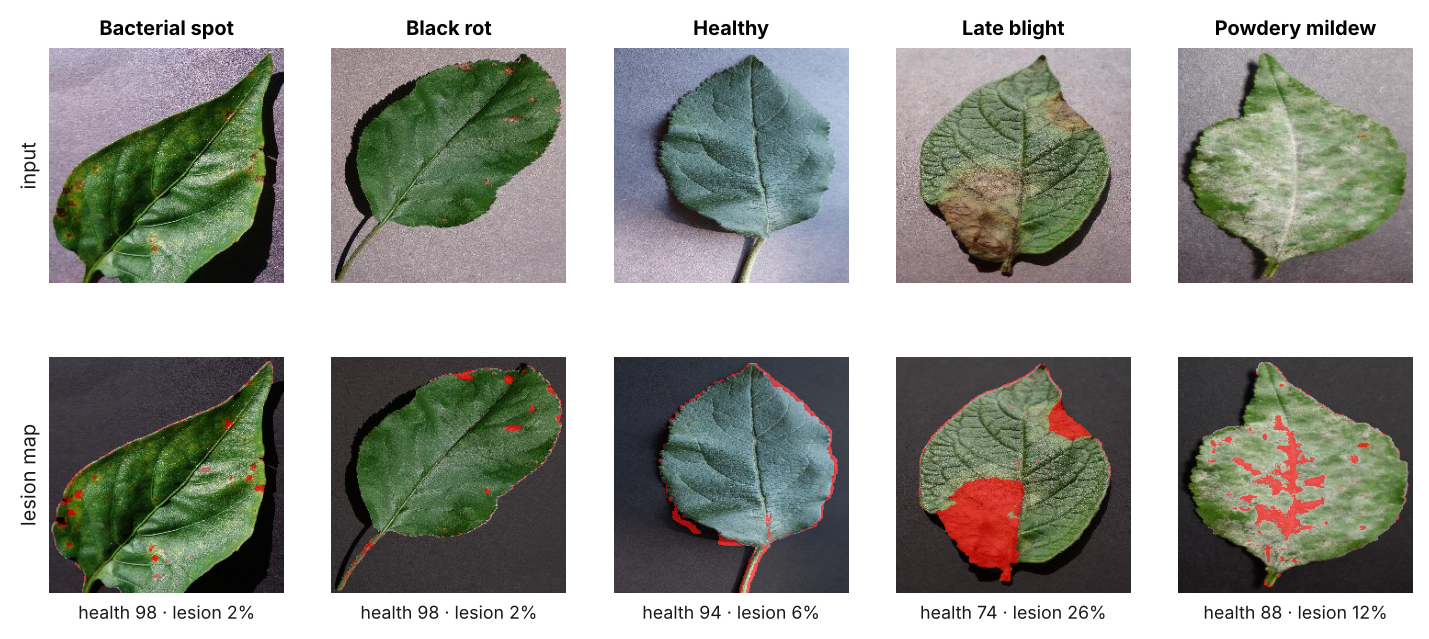 Bacterial spot
Black rot
Healthy
Late blight
Powdery mildew
input
lesion map
health 98 · lesion 2%
health 98 · lesion 2%
health 94 · lesion 6%
health 74 · lesion 26%
health 88 · lesion 12%